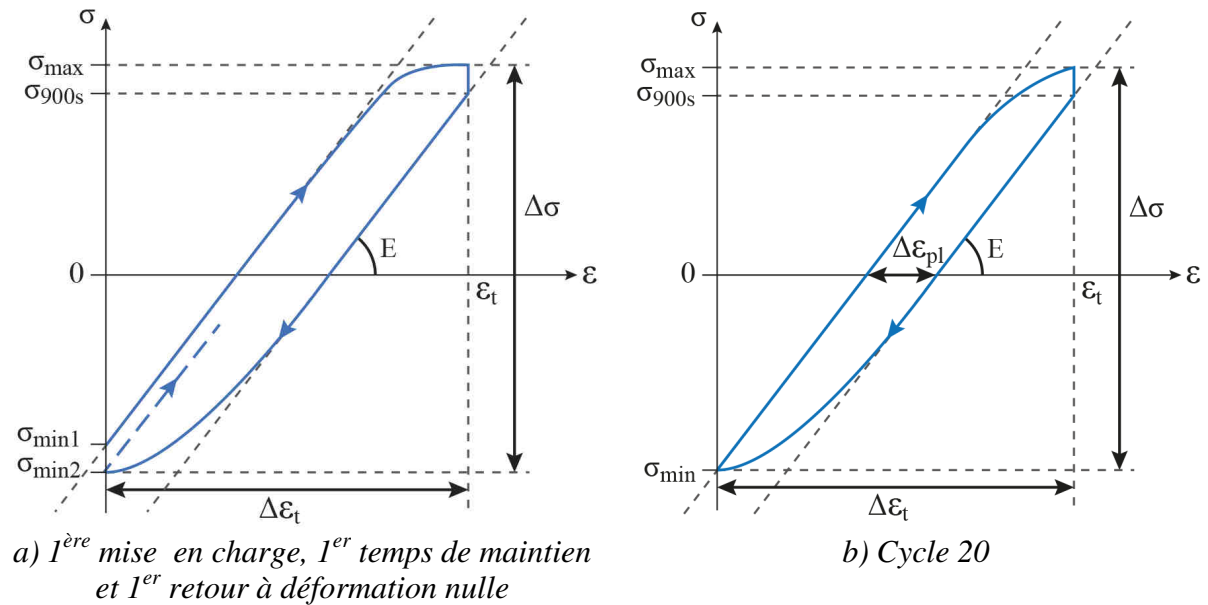 σ
σmax
σ900s
Δσ
E
0
ε
εt
σmin1
σmin2
Δεt
a) 1ère mise en charge, 1er temps de maintien
et 1er retour à déformation nulle
σ
σmax
σ900s
Δσ
Δεpl
E
0
ε
εt
σmin
Δεt
b) Cycle 20